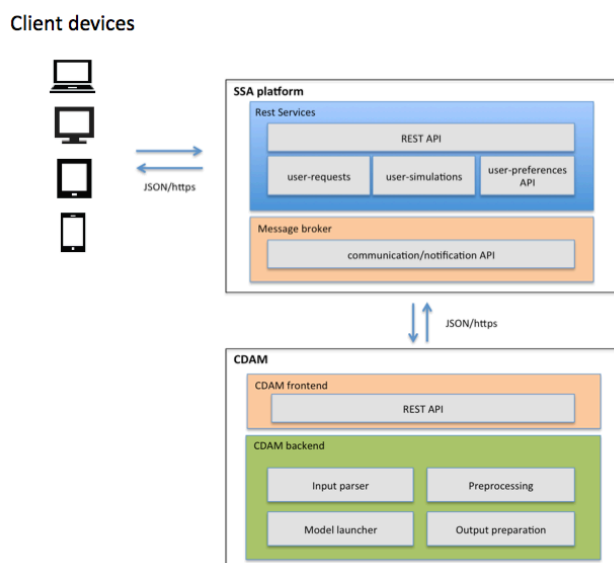 Client devices
SSA platform
Rest Services
REST API
user-requests
user-simulations
user-preferences
API
JSON/https
Message broker
communication/notification API
JSON/https
CDAM
CDAM frontend
REST API
CDAM backend
Input parser
Preprocessing
Model launcher
Output preparation